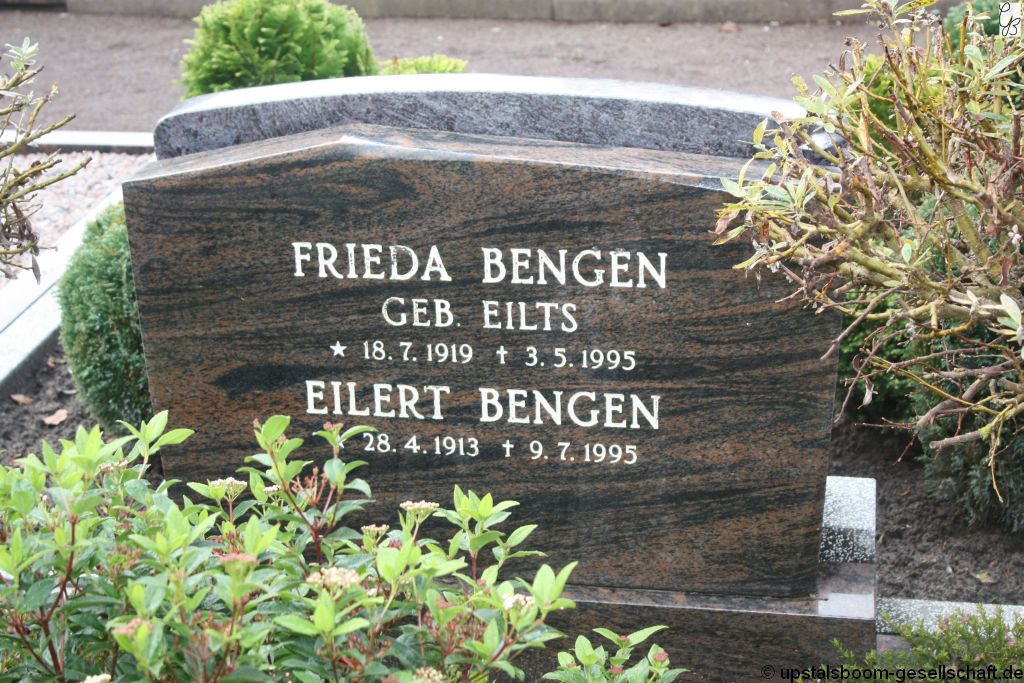 FRIEDA BENGEN
GEB. EILTS
★ 18.7.1919 † 3.5.1995
EILERT BENGEN
★ 28.4.1913 † 9.7.1995
© upstalsboom-gesellschaft.de